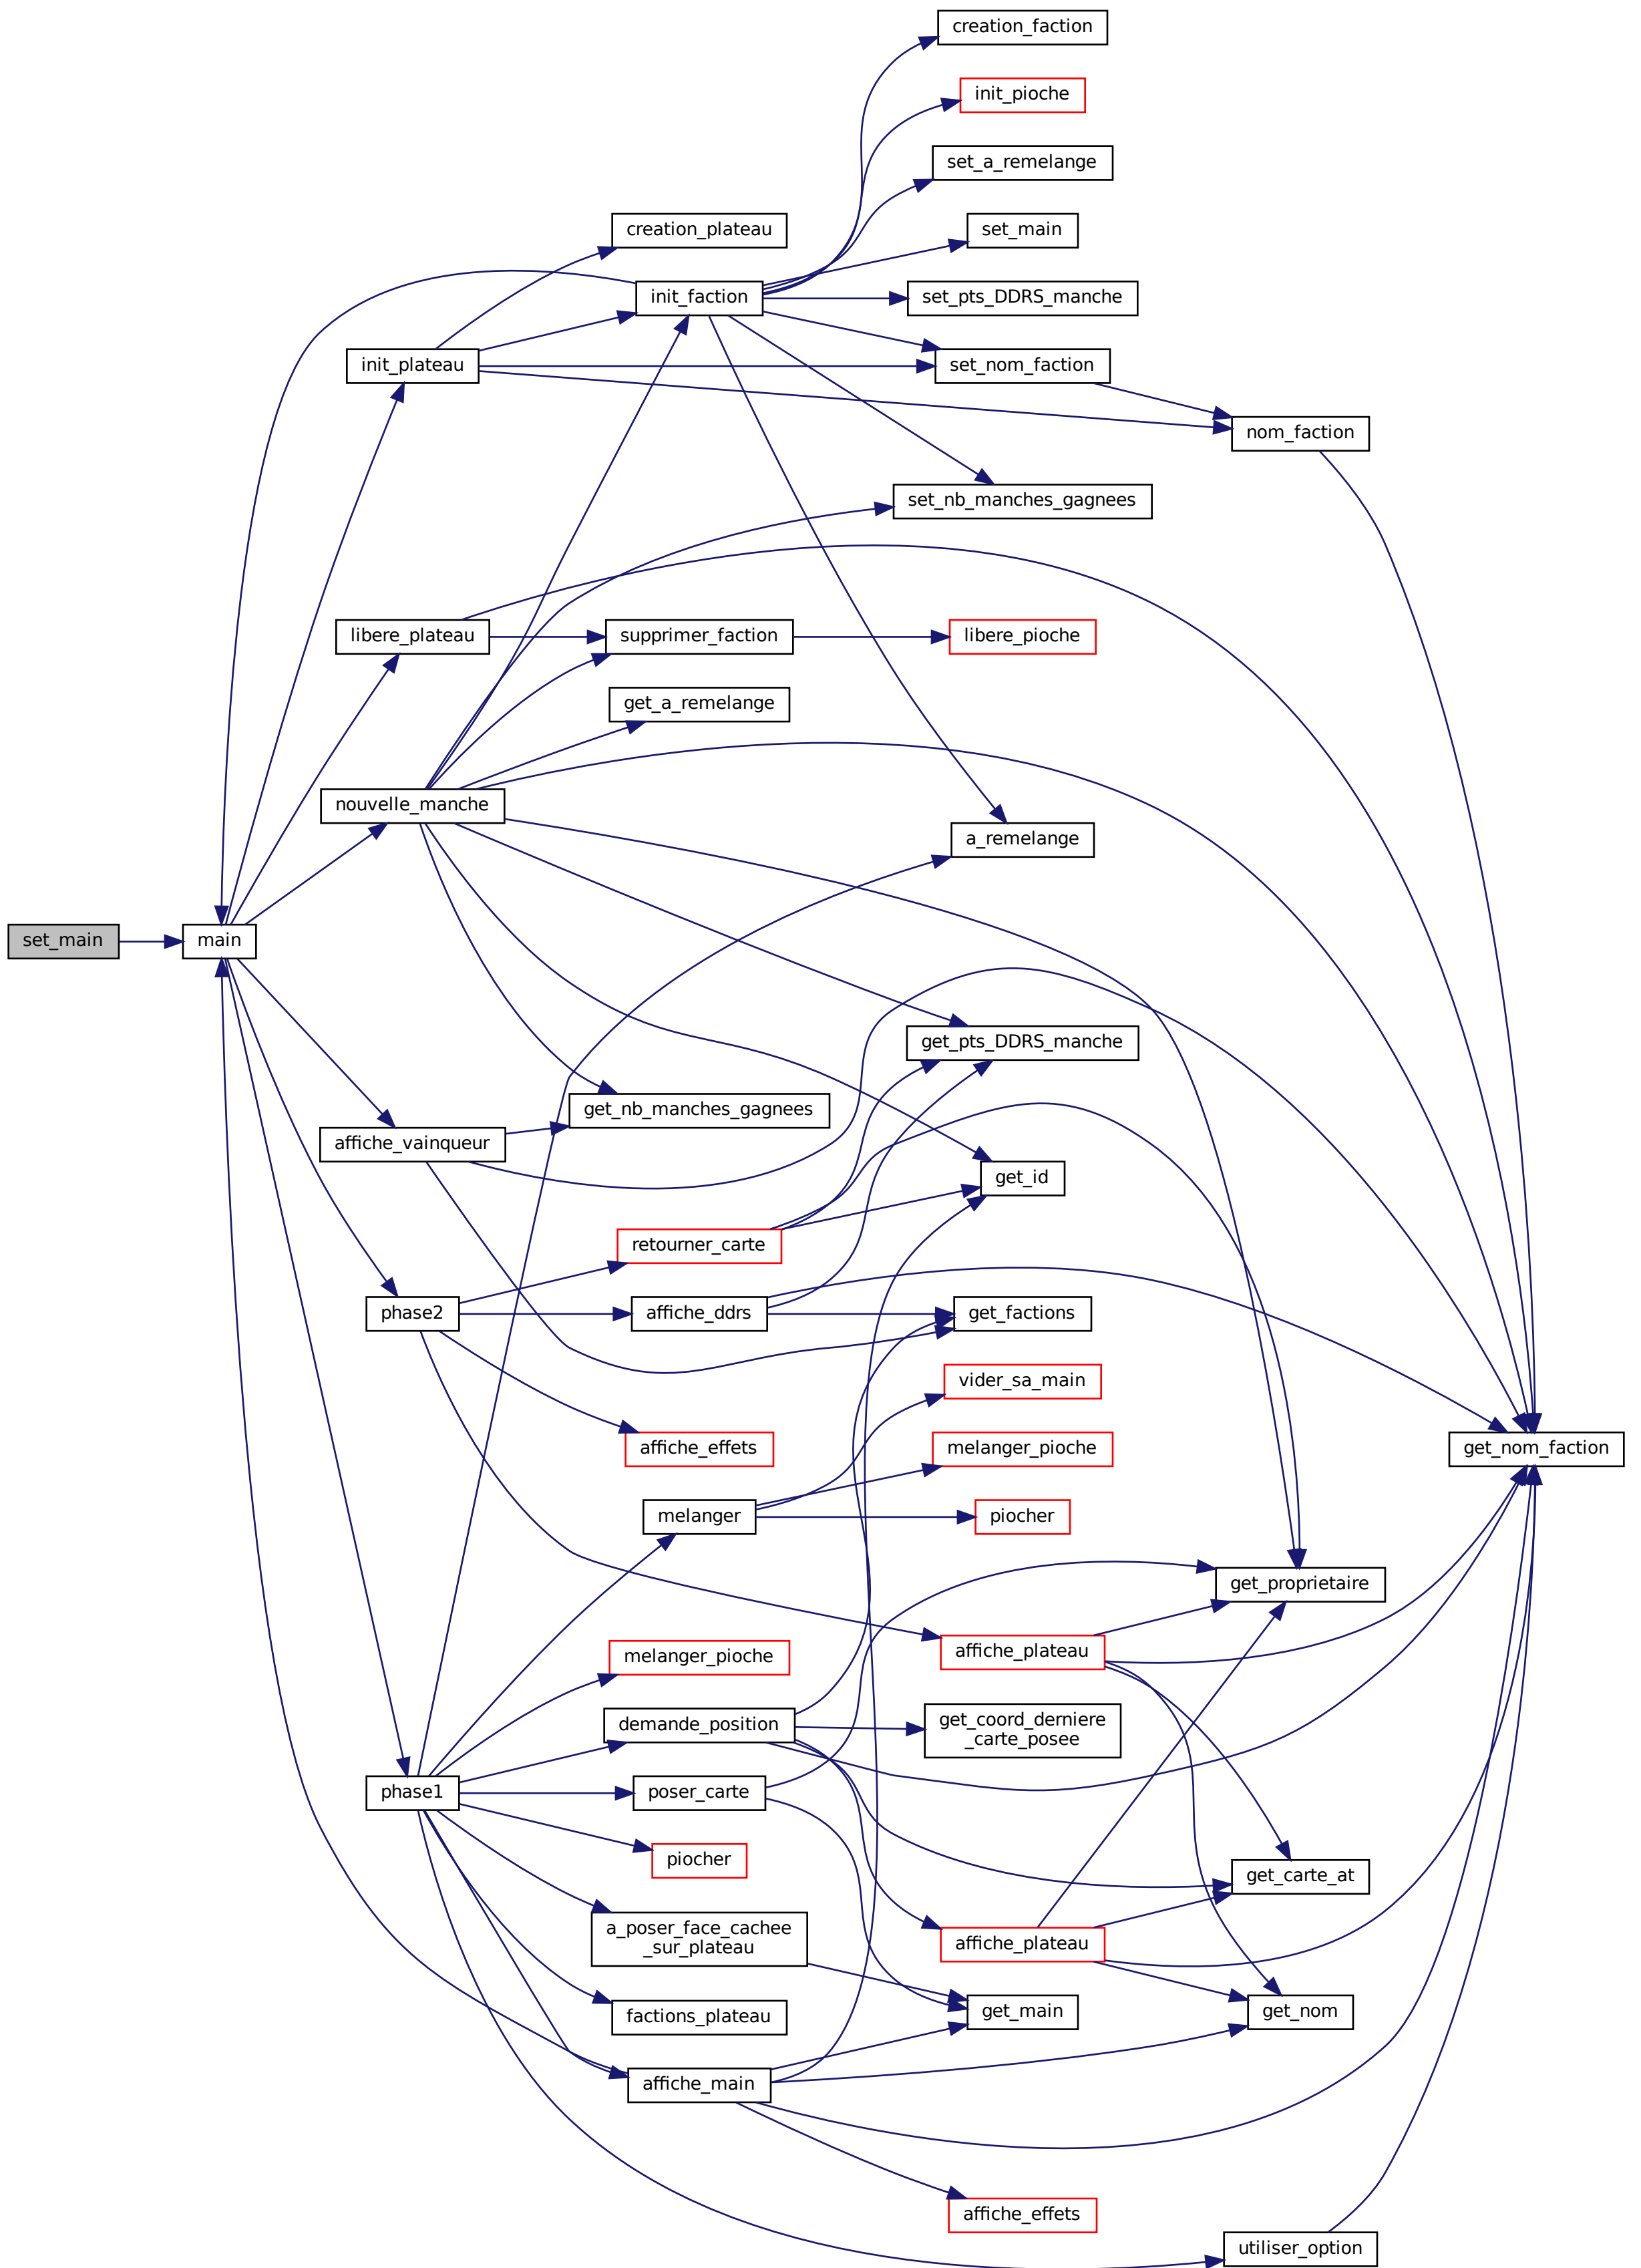 creation_faction
init_pioche
set_a_remelange
creation_plateau
set_main
init_faction
set_pts_DDRS_manche
init_plateau
set_nom_faction
nom_faction
set_nb_manches_gagnees
libere_plateau
supprimer_faction
libere_pioche
get_a_remelange
nouvelle_manche
a_remelange
set_main
main
get_pts_DDRS_manche
get_nb_manches_gagnees
affiche_vainqueur
get_id
retourner_carte
phase2
affiche_ddrs
get_factions
vider_sa_main
affiche_effets
melanger_pioche
get_nom_faction
melanger
piocher
get_proprietaire
melanger_pioche
affiche_plateau
demande_position
get_coord_derniere
_carte_posee
phase1
poser_carte
piocher
get_carte_at
a_poser_face_cachee
_sur_plateau
affiche_plateau
factions_plateau
get_main
get_nom
affiche_main
affiche_effets
utiliser_option